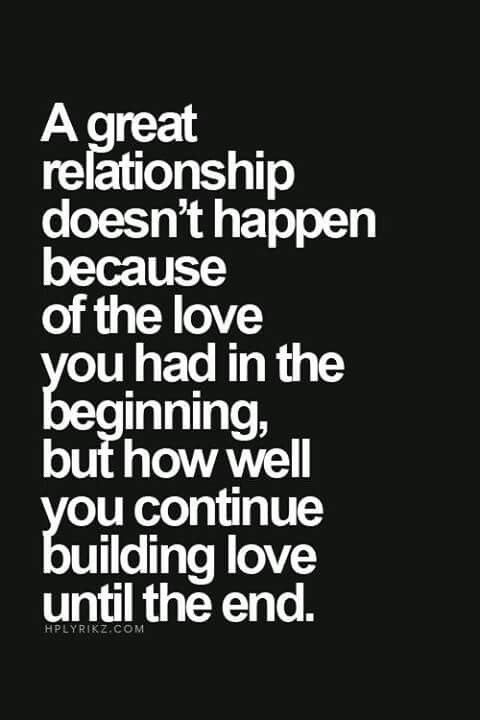 A great
relationship
doesn't happen
because
of the love
you had in the
beginning,
but how well
you continue
building love
until the end.
HPLYRIKZ.COM